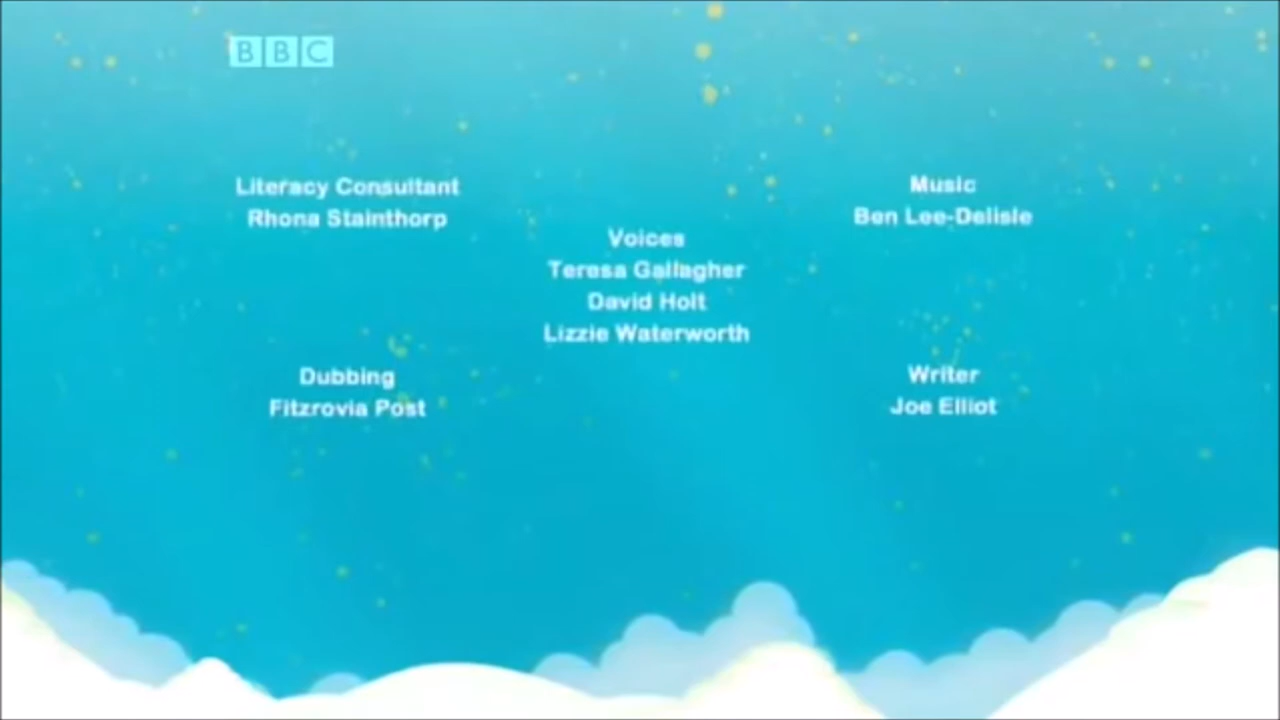 BBC
Literacy Consultant
Rhona Stainthorp
Music
Ben Lee-Delisle
Voices
Teresa Gallagher
David Holt
Lizzie Waterworth
Dubbing
Fitzrovia Post
Writer
Joe Elliot